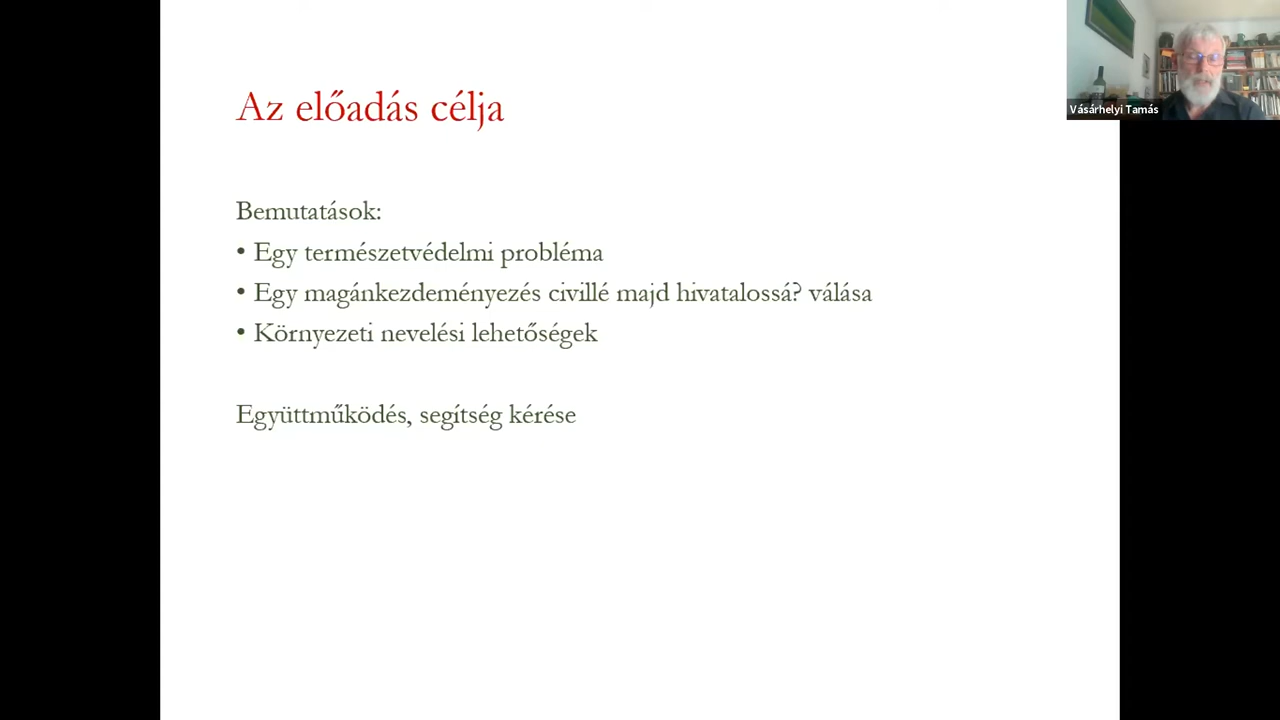 Az előadás célja
Vásárhelyi Tamás
Bemutatások:
• Egy természetvédelmi probléma
• Egy magánkezdeményezés civillé majd hivatalossá? válása
• Környezeti nevelési lehetőségek
Együttműködés, segítség kérése